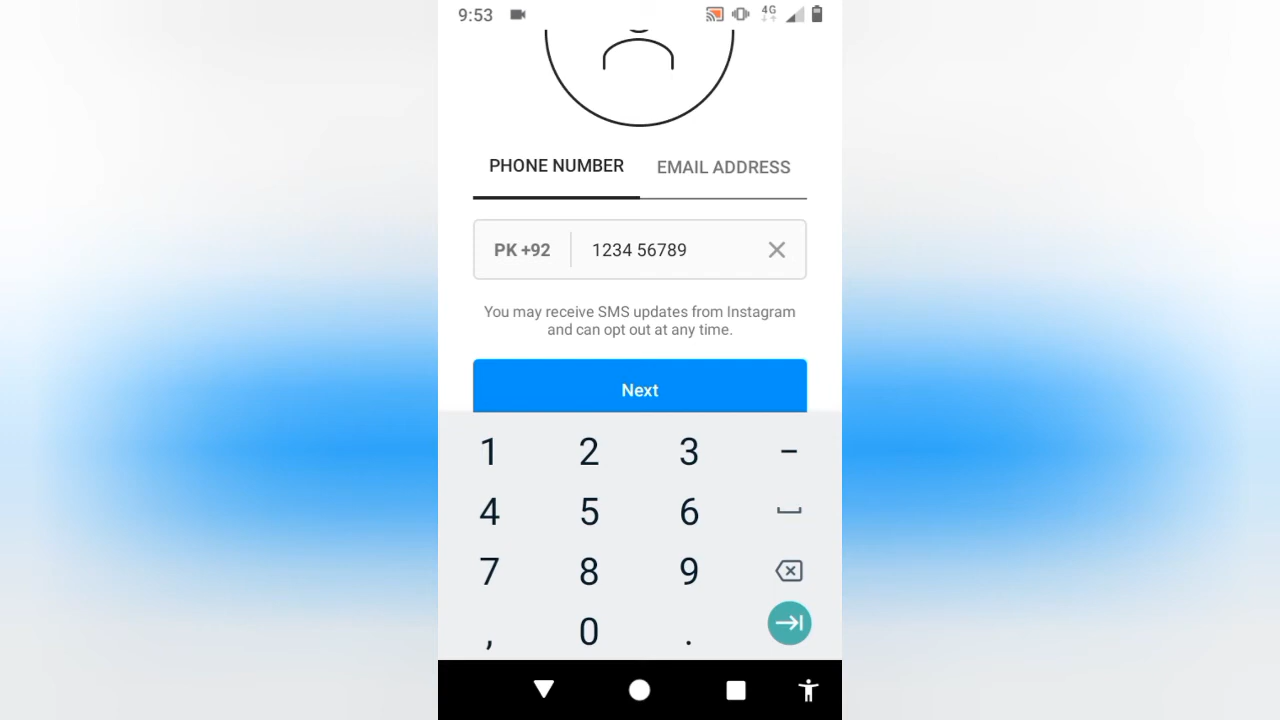 9:53
4G
PHONE NUMBER
EMAIL ADDRESS
PK +92
1234 56789
You may receive SMS updates from Instagram
and can opt out at any time.
Next
1 2 3 –
4 5 6
7 8 9
, 0 .